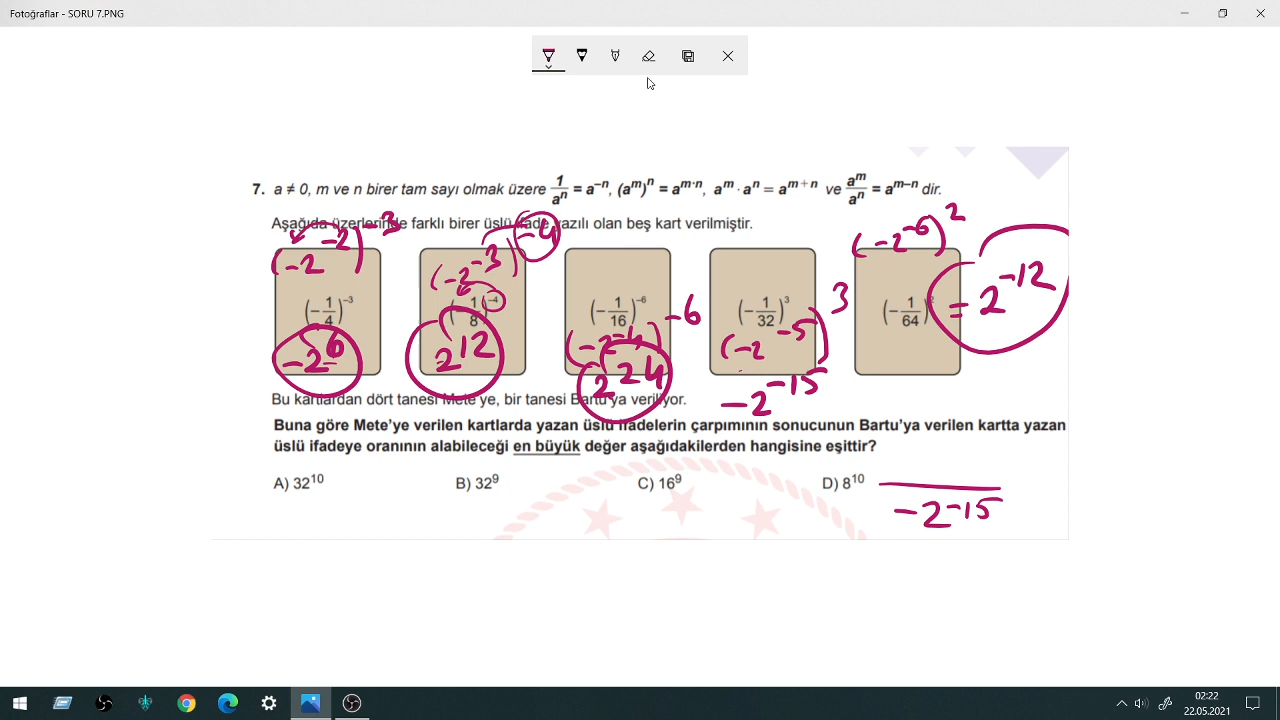 Fotoğraflar - SORU 7.PNG
7. a ≠ 0, m ve n birer tam sayı olmak üzere 1/aⁿ = a⁻ⁿ, (aᵐ)ⁿ = aᵐ·ⁿ, aᵐ . aⁿ = aᵐ⁺ⁿ ve aᵐ/aⁿ = aᵐ⁻ⁿ dir.
Aşağıda üzerlerinde farklı birer üslü ifade yazılı olan beş kart verilmiştir.
(-2⁻²)⁻³ (-2⁻³)⁻⁴ (-2⁻⁶)²
(-1/4)⁻³ (-1/8)⁻⁴ (-1/16)⁻⁶ (-1/32)³ (-1/64)² = 2⁻¹²
-2⁶ 2¹² (-2⁻⁴)⁻⁶ (-2⁻⁵)³
2²⁴ -2⁻¹⁵
Bu kartlardan dört tanesi Mete'ye, bir tanesi Bartu'ya veriliyor.
Buna göre Mete'ye verilen kartlarda yazan üslü ifadelerin çarpımının sonucunun Bartu'ya verilen kartta yazan
üslü ifadeye oranının alabileceği en büyük değer aşağıdakilerden hangisine eşittir?
A) 32¹⁰ B) 32⁹ C) 16⁹ D) 8¹⁰
-2⁻¹⁵
02:22
22.05.2021